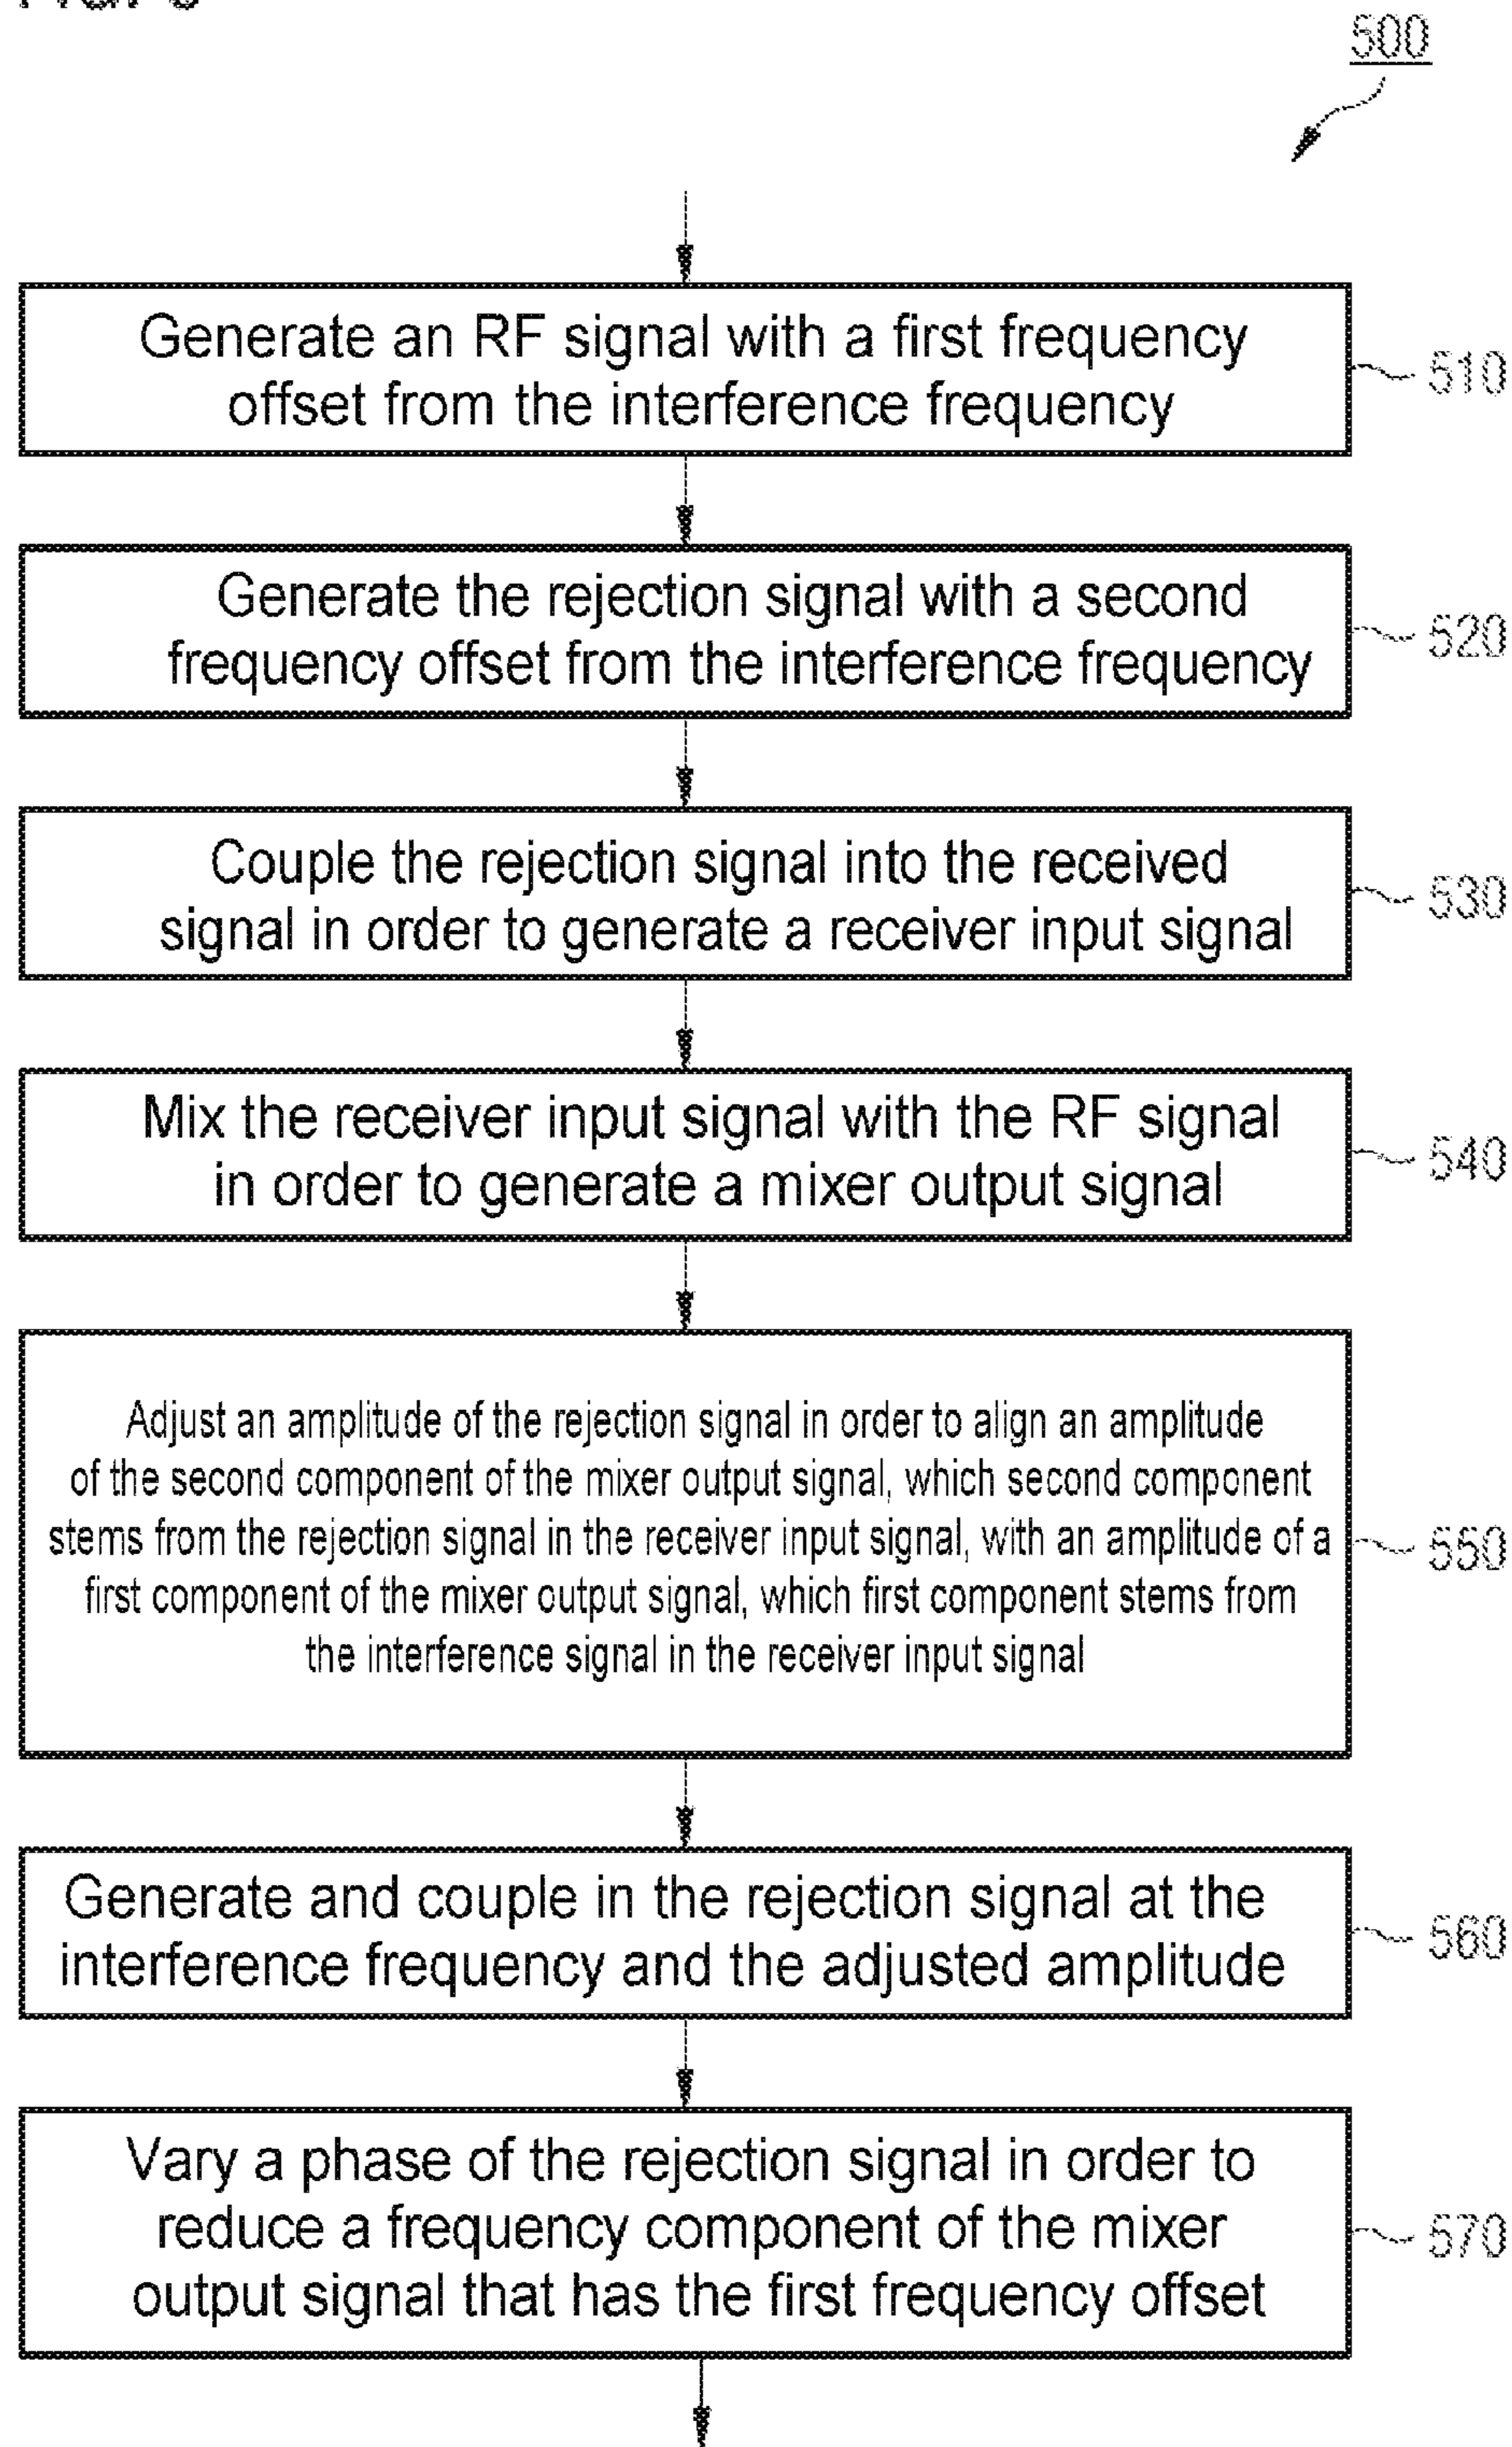 500
Generate an RF signal with a first frequency
offset from the interference frequency
510
Generate the rejection signal with a second
frequency offset from the interference frequency
520
Couple the rejection signal into the received
signal in order to generate a receiver input signal
530
Mix the receiver input signal with the RF signal
in order to generate a mixer output signal
540
Adjust an amplitude of the rejection signal in order to align an amplitude
of the second component of the mixer output signal, which second component
stems from the rejection signal in the receiver input signal, with an amplitude of a
first component of the mixer output signal, which first component stems from
the interference signal in the receiver input signal
550
Generate and couple in the rejection signal at the
interference frequency and the adjusted amplitude
560
Vary a phase of the rejection signal in order to
reduce a frequency component of the mixer
output signal that has the first frequency offset
570